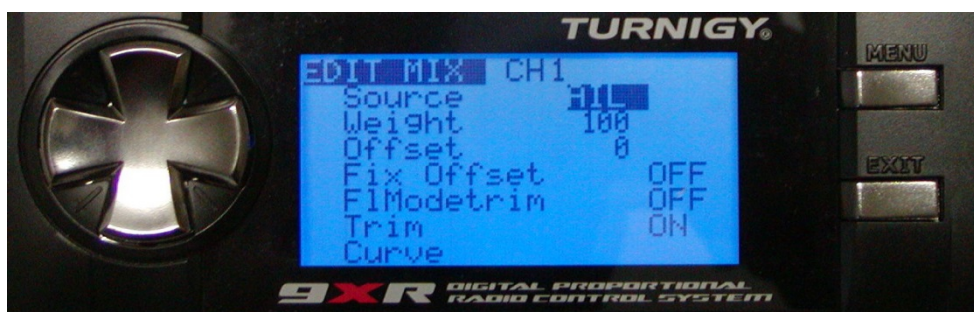 TURNIGY®
MENU
EDIT MIX CH1
Source AIL
Weight 100
Offset 0
Fix Offset OFF
FlModetrim OFF
Trim ON
Curve
EXIT
9XR DIGITAL PROPORTIONAL
RADIO CONTROL SYSTEM